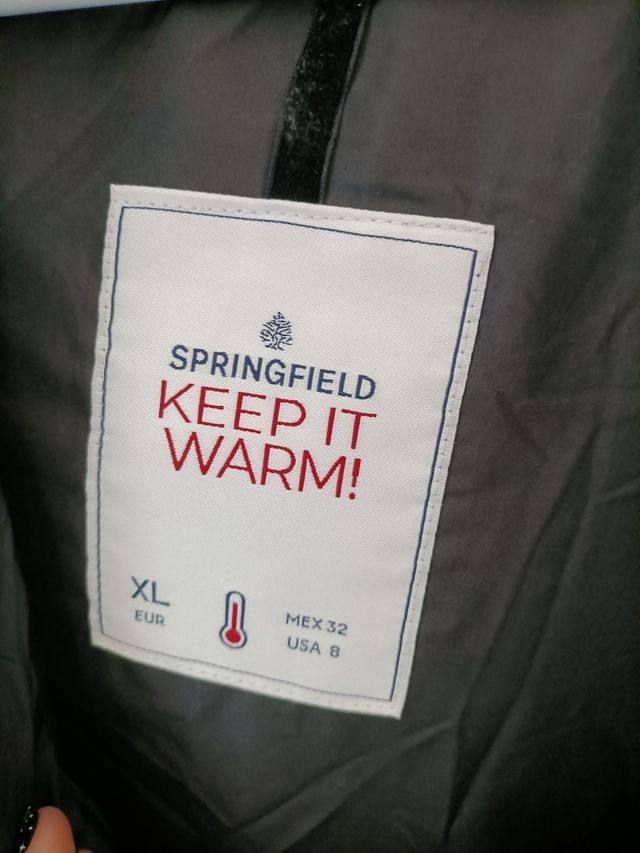 SPRINGFIELD
KEEP IT
WARM!
XL
EUR
MEX 32
USA 8